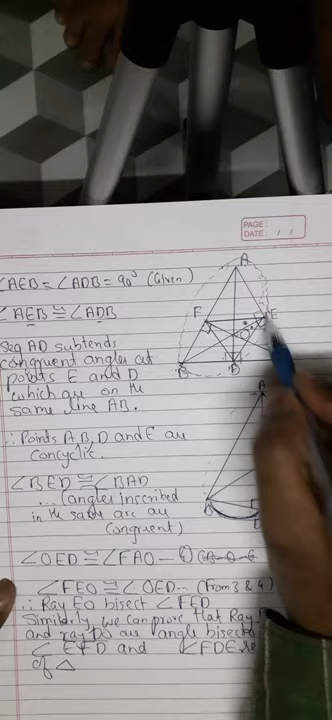 PAGE:
DATE: / /
∠AEB = ∠ADB = 90° (Given)
∠AEB ≅ ∠ADB
Seg AD subtends
congruent angles at
points E and D
which are on the
same line AB.
∴ Points A,B,D and E are
concyclic.
∠BED ≅ ∠BAD
... (angles inscribed
in the same arc are
congruent)
∠OED ≅ ∠FAO —
∠FEO ≅ ∠OED... (from 3 & 4)
∴ Ray EO bisect ∠FED
Similarly we can prove that Ray
and ray DO are angle bisects
∠EFD and ∠FDE
of Δ
A
F
E
O
B
D
A
B
D